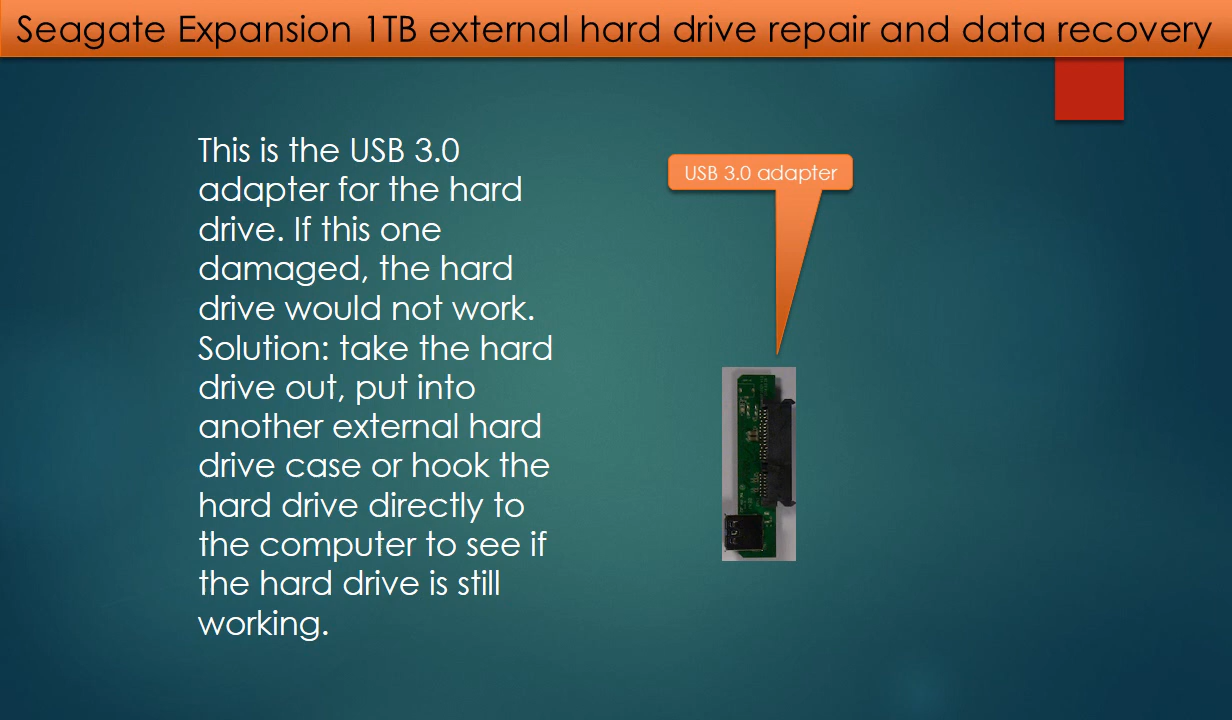 Seagate Expansion 1TB external hard drive repair and data recovery
This is the USB 3.0
adapter for the hard
drive. If this one
damaged, the hard
drive would not work.
Solution: take the hard
drive out, put into
another external hard
drive case or hook the
hard drive directly to
the computer to see if
the hard drive is still
working.
USB 3.0 adapter